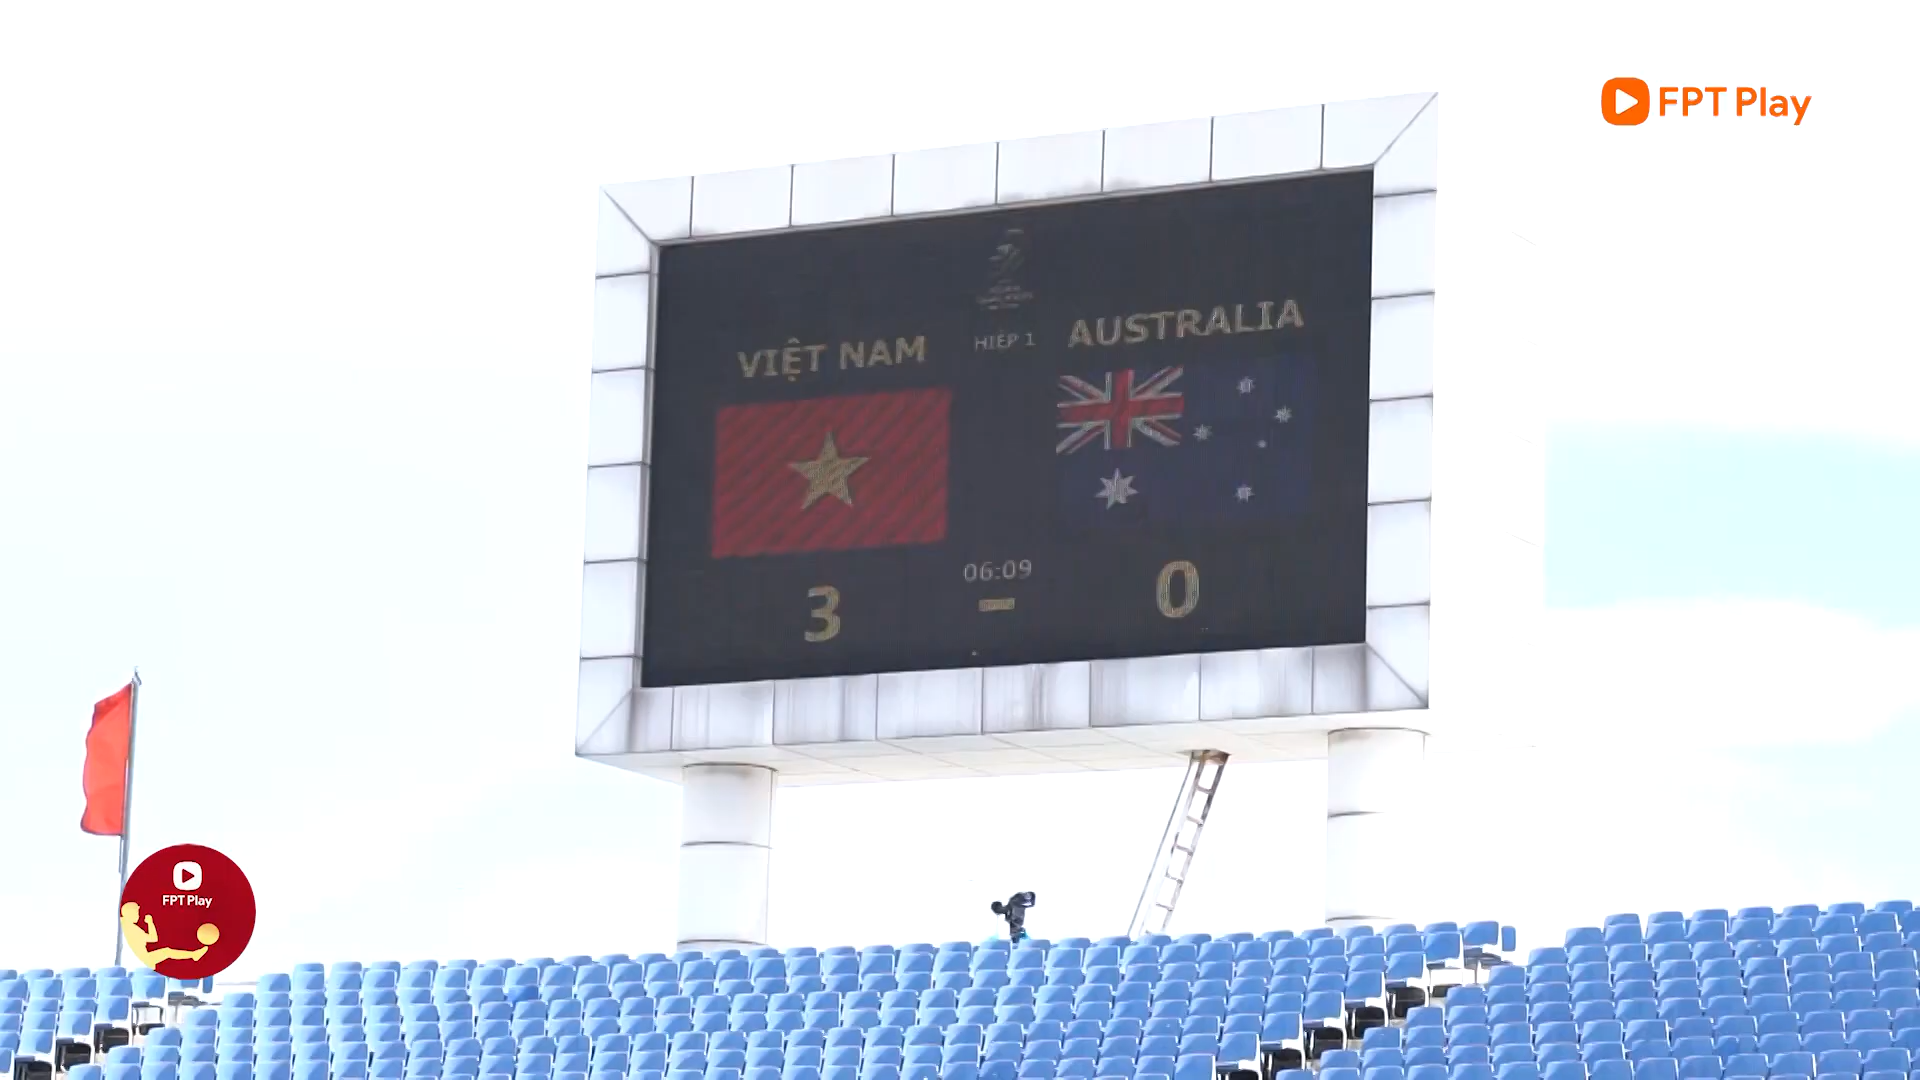 FPT Play
HIỆP 1
VIỆT NAM
AUSTRALIA
06:09
3 - 0
FPT Play